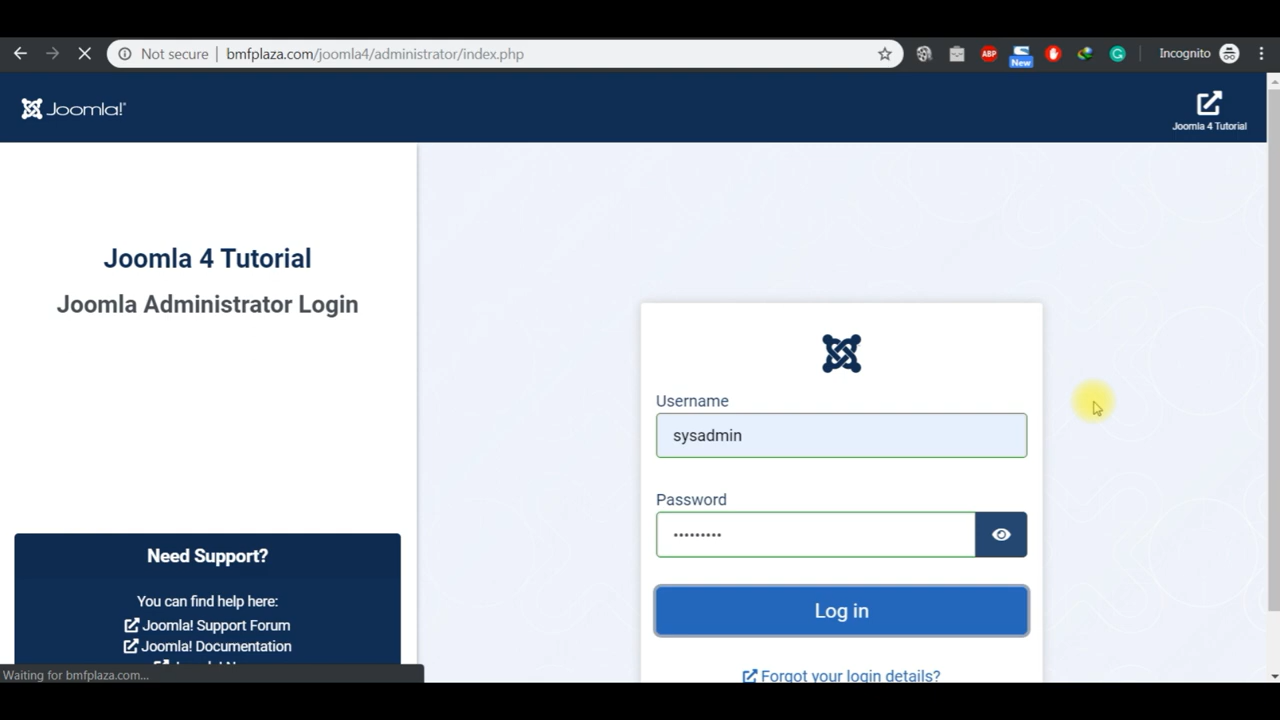 Not secure
bmfplaza.com/joomla4/administrator/index.php
ABP
New
Incognito
Joomla!
Joomla 4 Tutorial
Joomla 4 Tutorial
Joomla Administrator Login
Username
sysadmin
Password
•••••••••
Log in
Forgot your login details?
Need Support?
You can find help here:
Joomla! Support Forum
Joomla! Documentation
Waiting for bmfplaza.com...